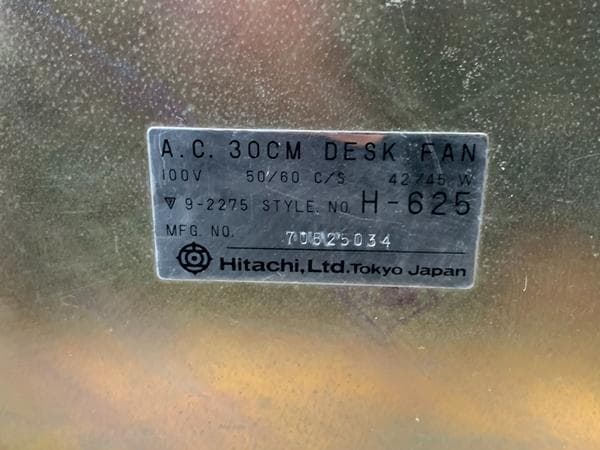 A.C. 30CM DESK FAN
100V 50/60 C/S 42/45 W
9-2275 STYLE. NO. H-625
MFG. NO. 70825034
Hitachi, Ltd. Tokyo Japan